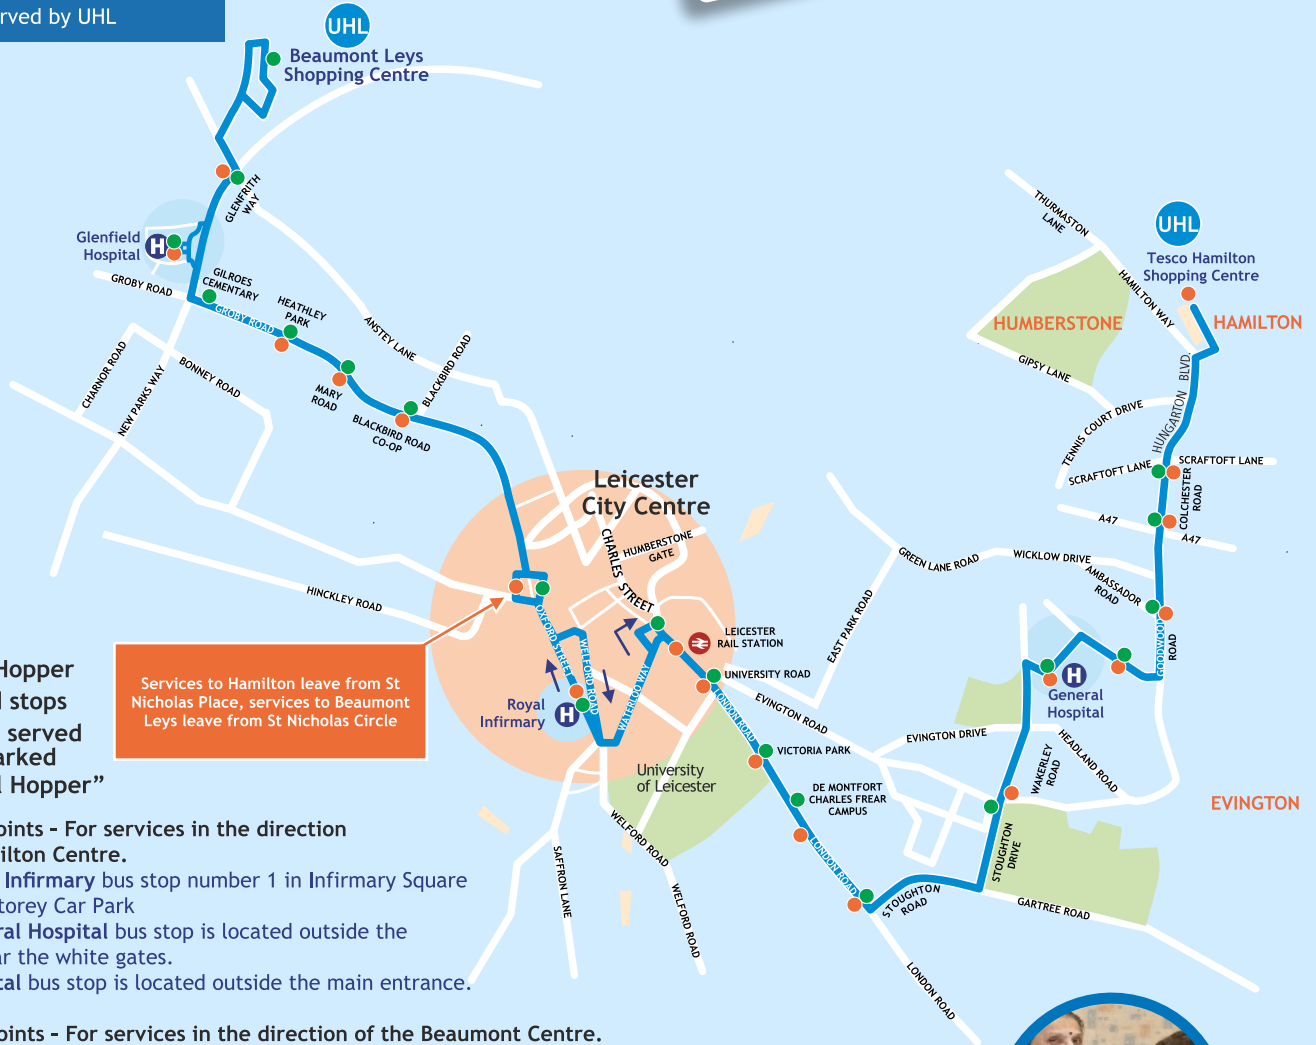 rved by UHL
UHL
Beaumont Leys
Shopping Centre
GLENFRITH
WAY
Glenfield
Hospital
H
GROBY ROAD
GILROES
CEMENTARY
GROBY ROAD
HEATHLEY
PARK
ANSTEY LANE
CHARNOR ROAD
NEW PARKS WAY
BONNEY ROAD
MARY
ROAD
BLACKBIRD ROAD
BLACKBIRD ROAD
CO-OP
HINCKLEY ROAD
Leicester
City Centre
CHARLES STREET
HUMBERSTONE
GATE
OXFORD STREET
WELFORD ROAD
WATERLOO WAY
LEICESTER
RAIL STATION
UNIVERSITY ROAD
Royal
Infirmary
H
LONDON ROAD
EVINGTON ROAD
VICTORIA PARK
University
of Leicester
DE MONTFORT
CHARLES FREAR
CAMPUS
WELFORD ROAD
WELFORD ROAD
SAFFRON LANE
LONDON ROAD
STOUGHTON
ROAD
LONDON ROAD
THURMASTON
LANE
UHL
Tesco Hamilton
Shopping Centre
HAMILTON WAY
HUMBERSTONE
HAMILTON
GIPSY LANE
HUNGARTON BLVD.
TENNIS COURT DRIVE
SCRAFTOFT LANE
SCRAFTOFT LANE
COLCHESTER
ROAD
A47
A47
GREEN LANE ROAD
WICKLOW DRIVE
AMBASSADOR
ROAD
EAST PARK ROAD
GOODWOOD
ROAD
H
General
Hospital
EVINGTON DRIVE
HEADLAND ROAD
WAKERLEY
ROAD
EVINGTON
STOUGHTON
DRIVE
GARTREE ROAD
Services to Hamilton leave from St
Nicholas Place, services to Beaumont
Leys leave from St Nicholas Circle
Hopper
stops
served
arked
Hopper”
oints - For services in the direction
ilton Centre.
Infirmary bus stop number 1 in Infirmary Square
torey Car Park
ral Hospital bus stop is located outside the
ar the white gates.
tal bus stop is located outside the main entrance.
oints - For services in the direction of the Beaumont Centre.